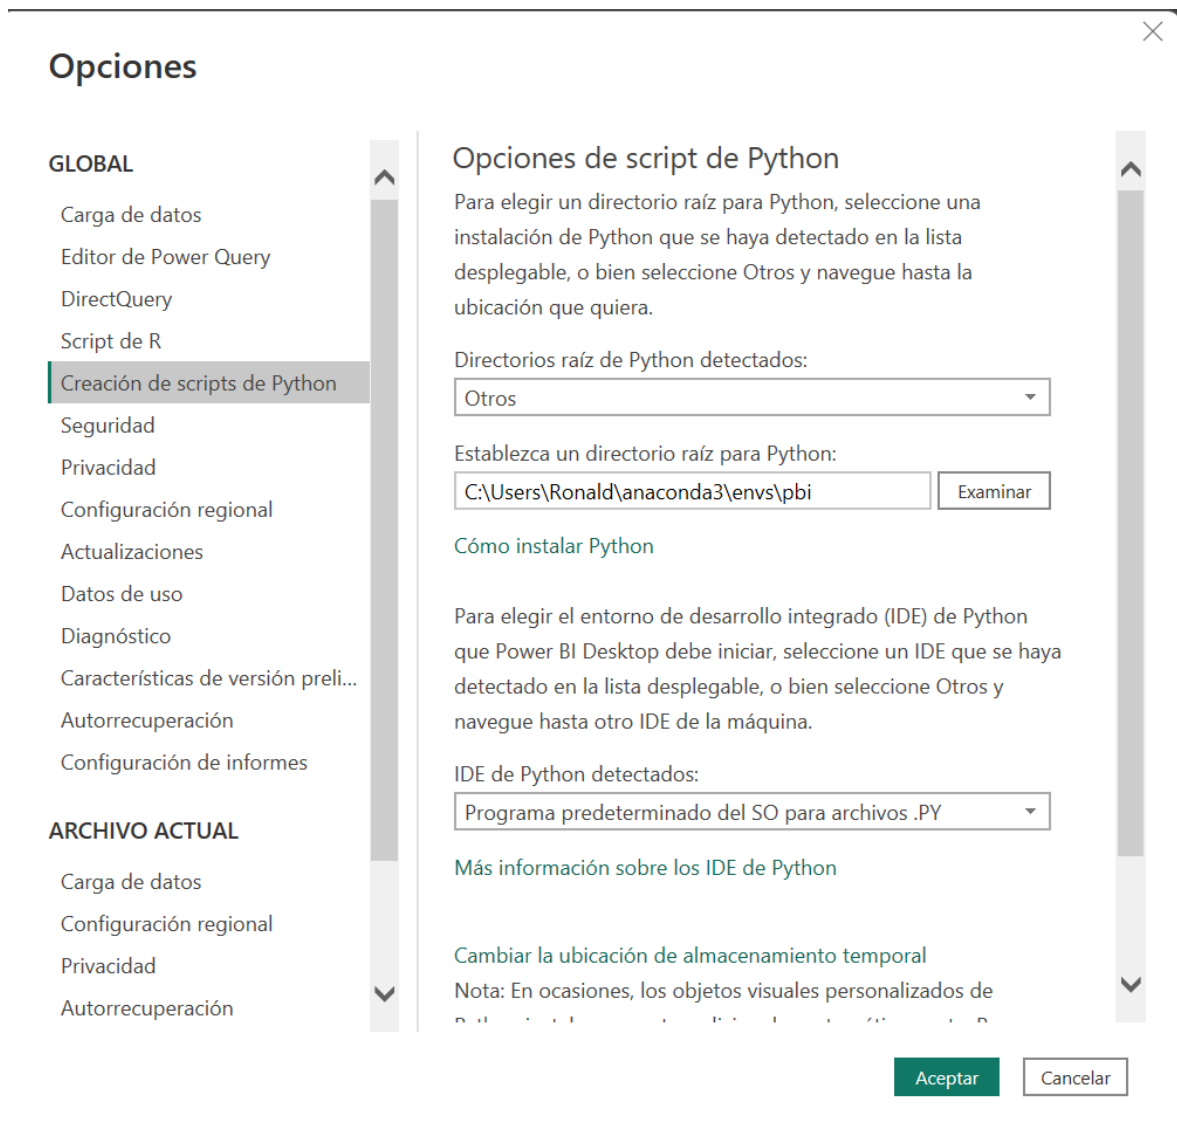 Opciones
GLOBAL
Carga de datos
Editor de Power Query
DirectQuery
Script de R
Creación de scripts de Python
Seguridad
Privacidad
Configuración regional
Actualizaciones
Datos de uso
Diagnóstico
Características de versión preli...
Autorrecuperación
Configuración de informes
ARCHIVO ACTUAL
Carga de datos
Configuración regional
Privacidad
Autorrecuperación
Opciones de script de Python
Para elegir un directorio raíz para Python, seleccione una
instalación de Python que se haya detectado en la lista
desplegable, o bien seleccione Otros y navegue hasta la
ubicación que quiera.
Directorios raíz de Python detectados:
Otros
Establezca un directorio raíz para Python:
C:\Users\Ronald\anaconda3\envs\pbi
Examinar
Cómo instalar Python
Para elegir el entorno de desarrollo integrado (IDE) de Python
que Power BI Desktop debe iniciar, seleccione un IDE que se haya
detectado en la lista desplegable, o bien seleccione Otros y
navegue hasta otro IDE de la máquina.
IDE de Python detectados:
Programa predeterminado del SO para archivos .PY
Más información sobre los IDE de Python
Cambiar la ubicación de almacenamiento temporal
Nota: En ocasiones, los objetos visuales personalizados de
Aceptar
Cancelar